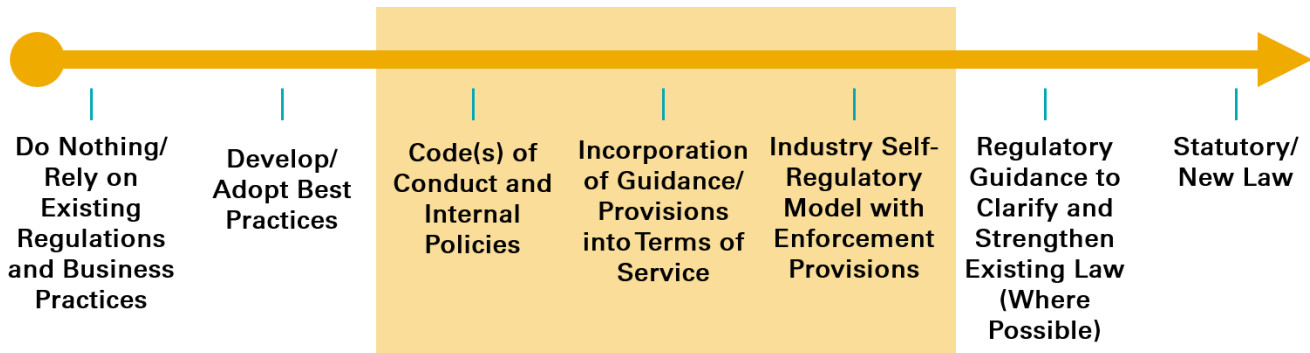 Do Nothing/
Rely on
Existing
Regulations
and Business
Practices
Develop/
Adopt Best
Practices
Code(s) of
Conduct and
Internal
Policies
Incorporation
of Guidance/
Provisions
into Terms of
Service
Industry Self-
Regulatory
Model with
Enforcement
Provisions
Regulatory
Guidance to
Clarify and
Strengthen
Existing Law
(Where
Possible)
Statutory/
New Law